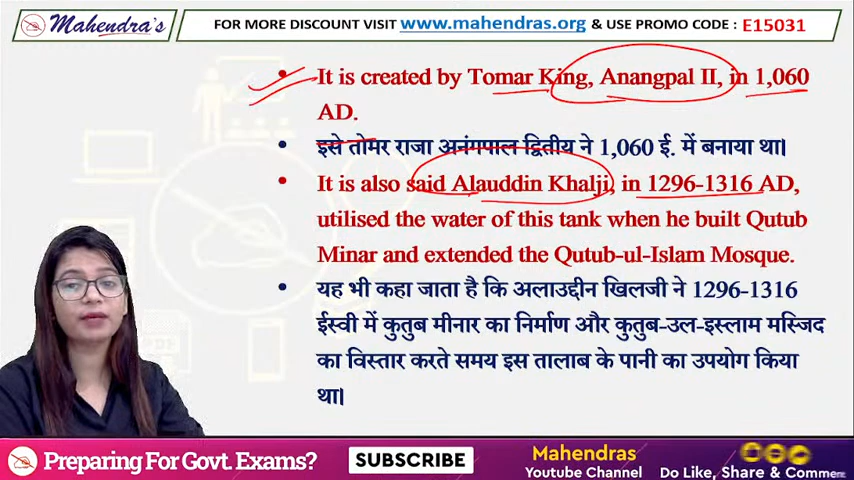 Mahendra's
FOR MORE DISCOUNT VISIT www.mahendras.org & USE PROMO CODE : E15031
• It is created by Tomar King, Anangpal II, in 1,060
AD.
• इसे तोमर राजा अनंगपाल द्वितीय ने 1,060 ई. में बनाया था।
• It is also said Alauddin Khalji, in 1296-1316 AD,
utilised the water of this tank when he built Qutub
Minar and extended the Qutub-ul-Islam Mosque.
• यह भी कहा जाता है कि अलाउद्दीन खिलजी ने 1296-1316
ईस्वी में कुतुब मीनार का निर्माण और कुतुब-उल-इस्लाम मस्जिद
का विस्तार करते समय इस तालाब के पानी का उपयोग किया
था।
Preparing For Govt. Exams?
SUBSCRIBE
Mahendras
Youtube Channel
Do Like, Share & Comme